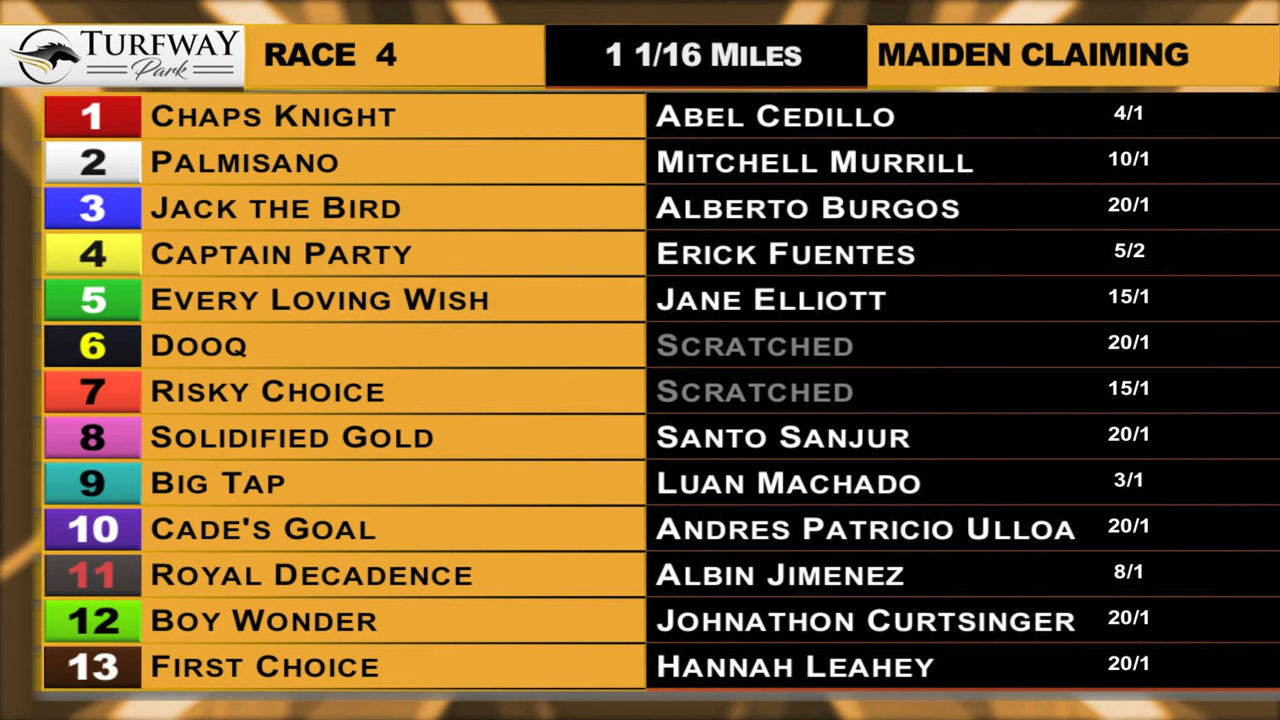 TURFWAY Park RACE 4 1 1/16 MILES MAIDEN CLAIMING
1 CHAPS KNIGHT ABEL CEDILLO 4/1
2 PALMISANO MITCHELL MURRILL 10/1
3 JACK THE BIRD ALBERTO BURGOS 20/1
4 CAPTAIN PARTY ERICK FUENTES 5/2
5 EVERY LOVING WISH JANE ELLIOTT 15/1
6 DOOQ SCRATCHED 20/1
7 RISKY CHOICE SCRATCHED 15/1
8 SOLIDIFIED GOLD SANTO SANJUR 20/1
9 BIG TAP LUAN MACHADO 3/1
10 CADE'S GOAL ANDRES PATRICIO ULLOA 20/1
11 ROYAL DECADENCE ALBIN JIMENEZ 8/1
12 BOY WONDER JOHNATHON CURTSINGER 20/1
13 FIRST CHOICE HANNAH LEAHEY 20/1